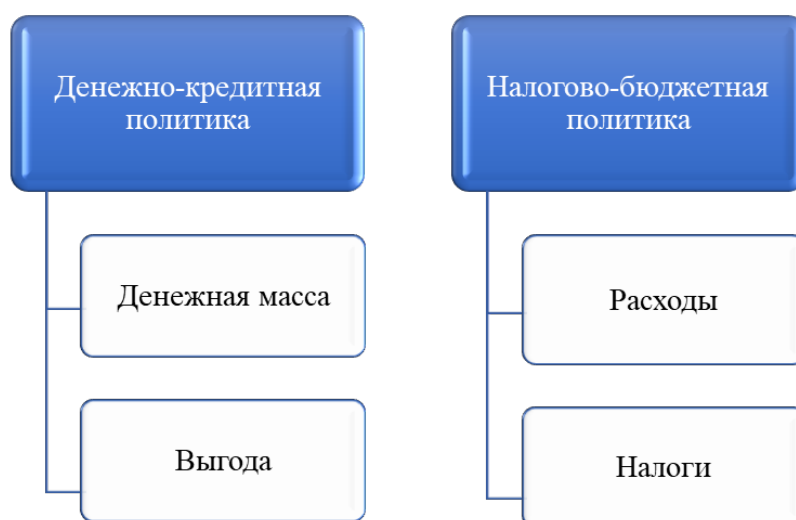 Денежно-кредитная
политика
Денежная масса
Выгода
Налогово-бюджетная
политика
Расходы
Налоги